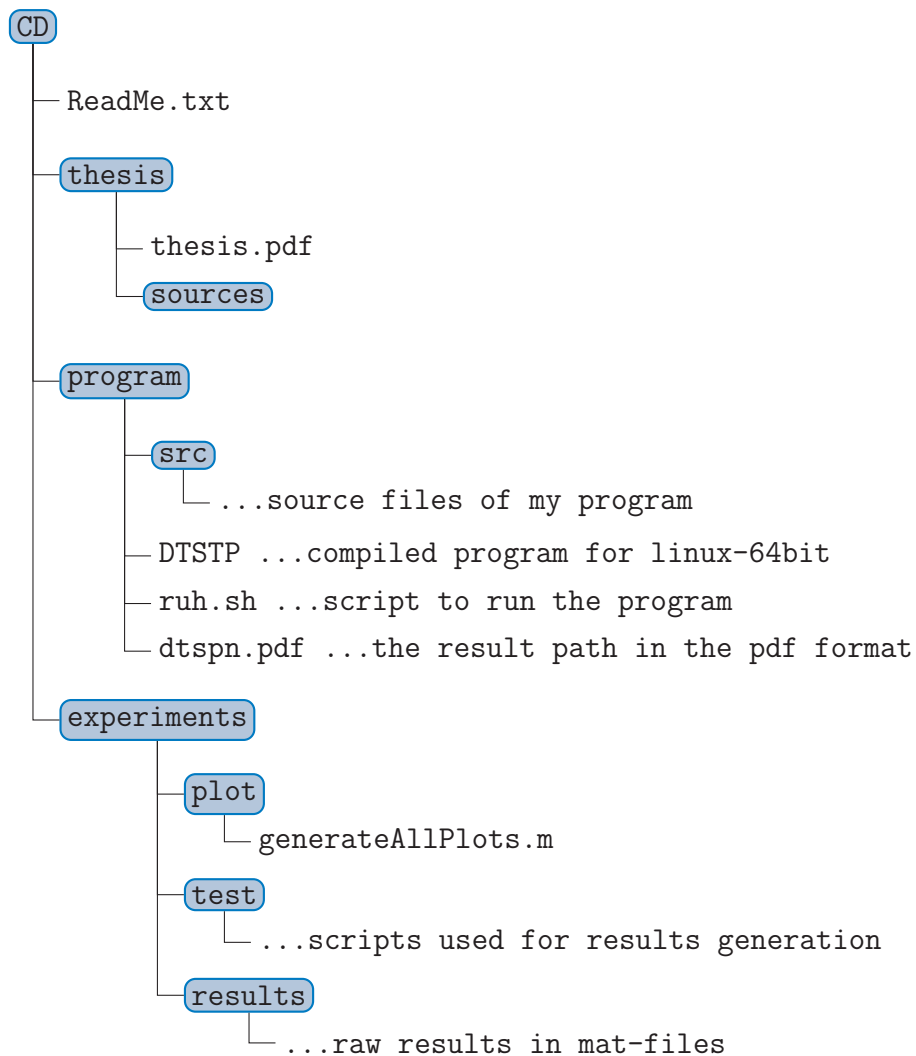 CD
ReadMe.txt
thesis
thesis.pdf
sources
program
src
...source files of my program
DTSTP ...compiled program for linux-64bit
ruh.sh ...script to run the program
dtspn.pdf ...the result path in the pdf format
experiments
plot
generateAllPlots.m
test
...scripts used for results generation
results
...raw results in mat-files